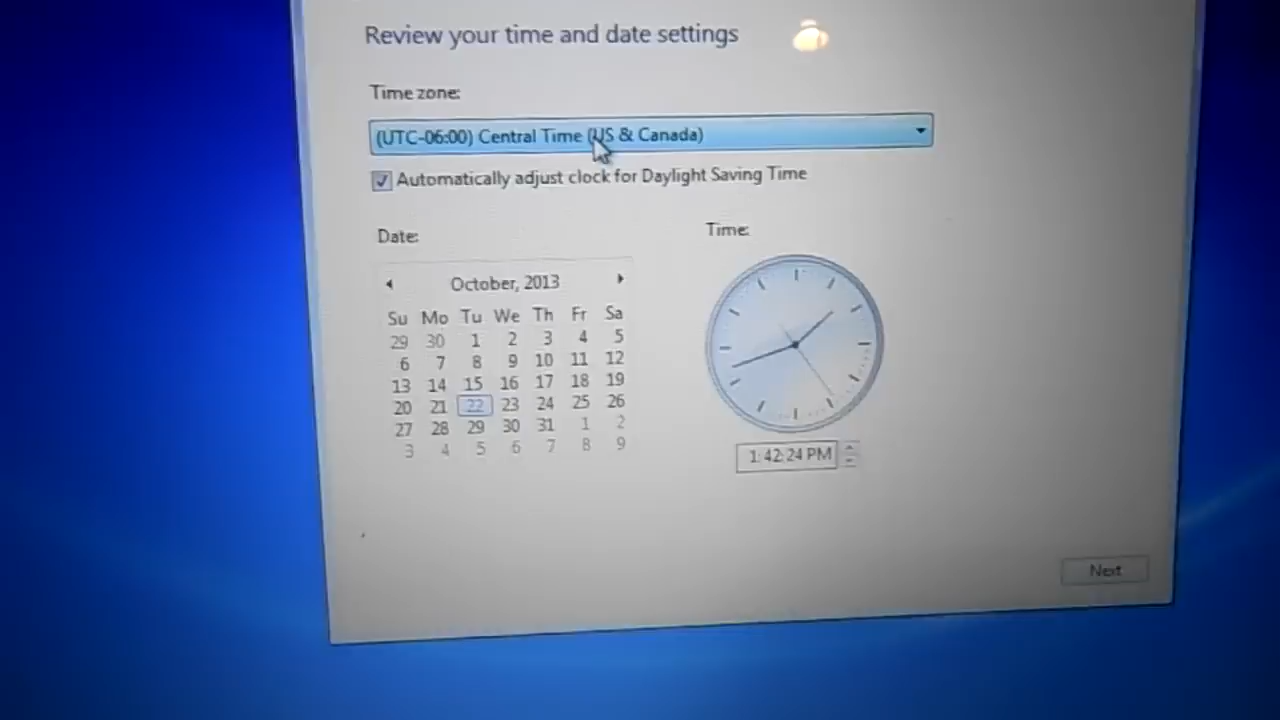 Review your time and date settings
Time zone:
(UTC-06:00) Central Time (US & Canada)
Automatically adjust clock for Daylight Saving Time
Date:
Time:
October, 2013
Su Mo Tu We Th Fr Sa
29 30 1 2 3 4 5
6 7 8 9 10 11 12
13 14 15 16 17 18 19
20 21 22 23 24 25 26
27 28 29 30 31 1 2
3 4 5 6 7 8 9
1:42:24 PM
Next